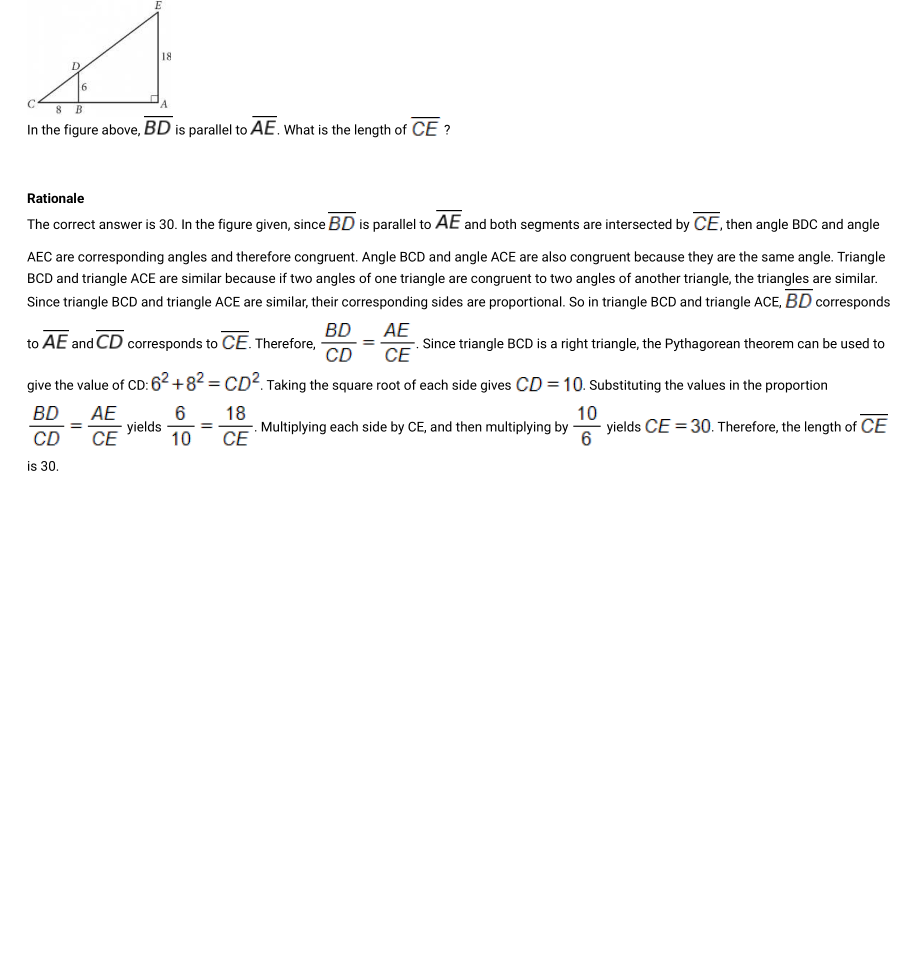 E
18
D
6
C
8 B
A
In the figure above, BD is parallel to AE. What is the length of CE ?
Rationale
The correct answer is 30. In the figure given, since BD is parallel to AE and both segments are intersected by CE, then angle BDC and angle
AEC are corresponding angles and therefore congruent. Angle BCD and angle ACE are also congruent because they are the same angle. Triangle
BCD and triangle ACE are similar because if two angles of one triangle are congruent to two angles of another triangle, the triangles are similar.
Since triangle BCD and triangle ACE are similar, their corresponding sides are proportional. So in triangle BCD and triangle ACE, BD corresponds
to AE and CD corresponds to CE. Therefore, BD/CD = AE/CE. Since triangle BCD is a right triangle, the Pythagorean theorem can be used to
give the value of CD: 6² + 8² = CD². Taking the square root of each side gives CD = 10. Substituting the values in the proportion
BD/CD = AE/CE yields 6/10 = 18/CE. Multiplying each side by CE, and then multiplying by 10/6 yields CE = 30. Therefore, the length of CE
is 30.